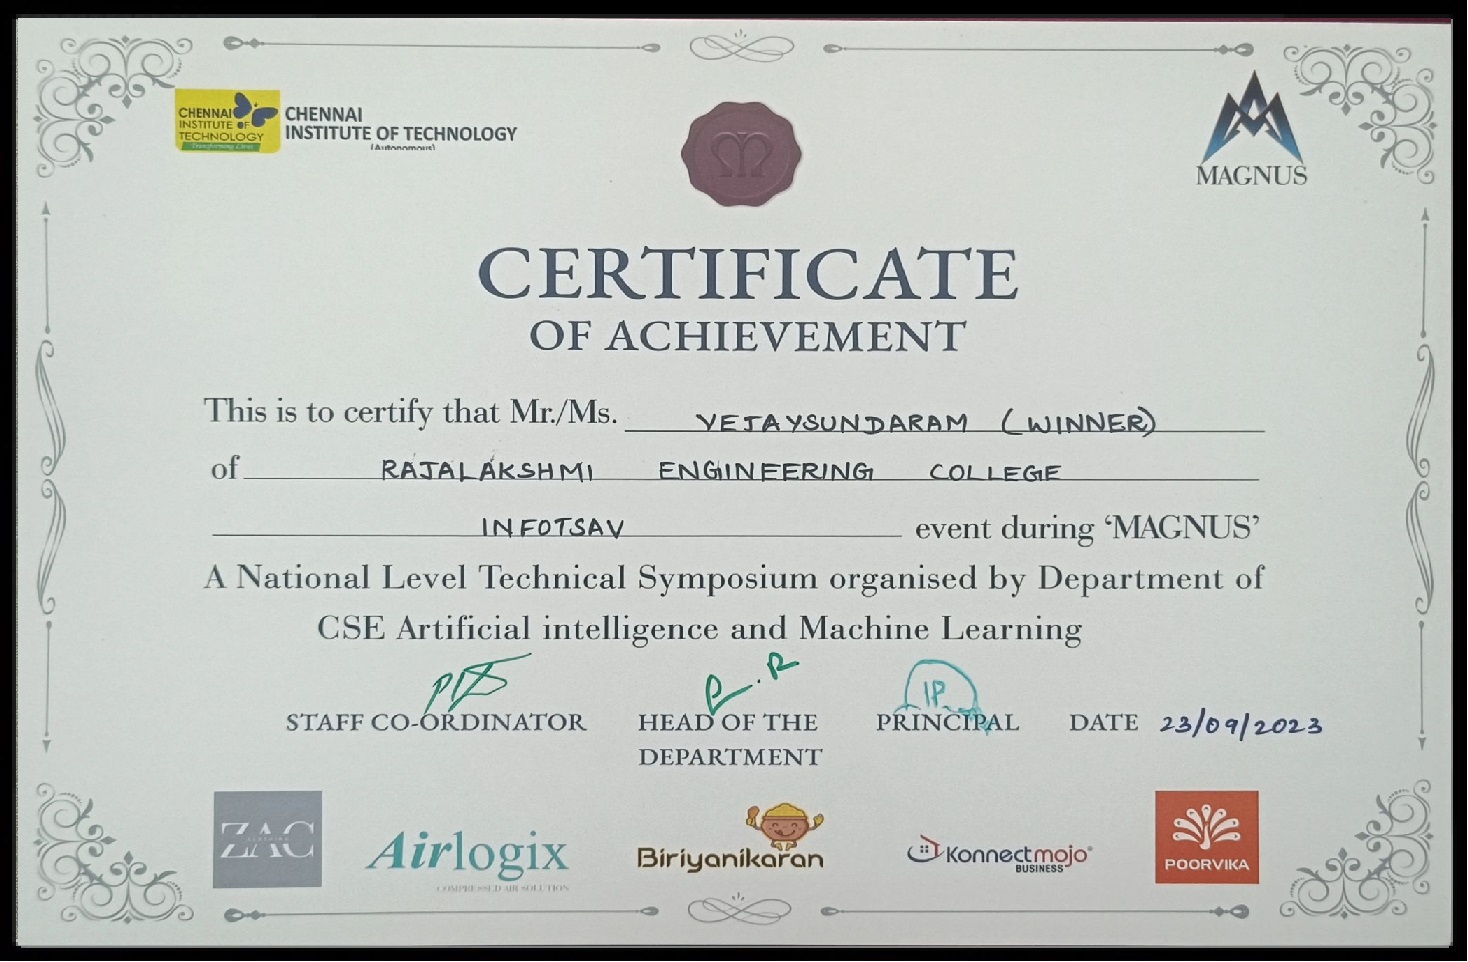 CHENNAI
INSTITUTE OF
TECHNOLOGY
Transforming Lives
CHENNAI
INSTITUTE OF TECHNOLOGY
(Autonomous)
MAGNUS
CERTIFICATE
OF ACHIEVEMENT
This is to certify that Mr./Ms. VEJAYSUNDARAM (WINNER)
of RAJALAKSHMI ENGINEERING COLLEGE
INFOTSAV event during ‘MAGNUS’
A National Level Technical Symposium organised by Department of
CSE Artificial intelligence and Machine Learning
STAFF CO-ORDINATOR HEAD OF THE DEPARTMENT PRINCIPAL DATE 23/09/2023
ZAC
Airlogix
COMPRESSED AIR SOLUTION
Biriyanikaran
Konnectmojo
BUSINESS
POORVIKA